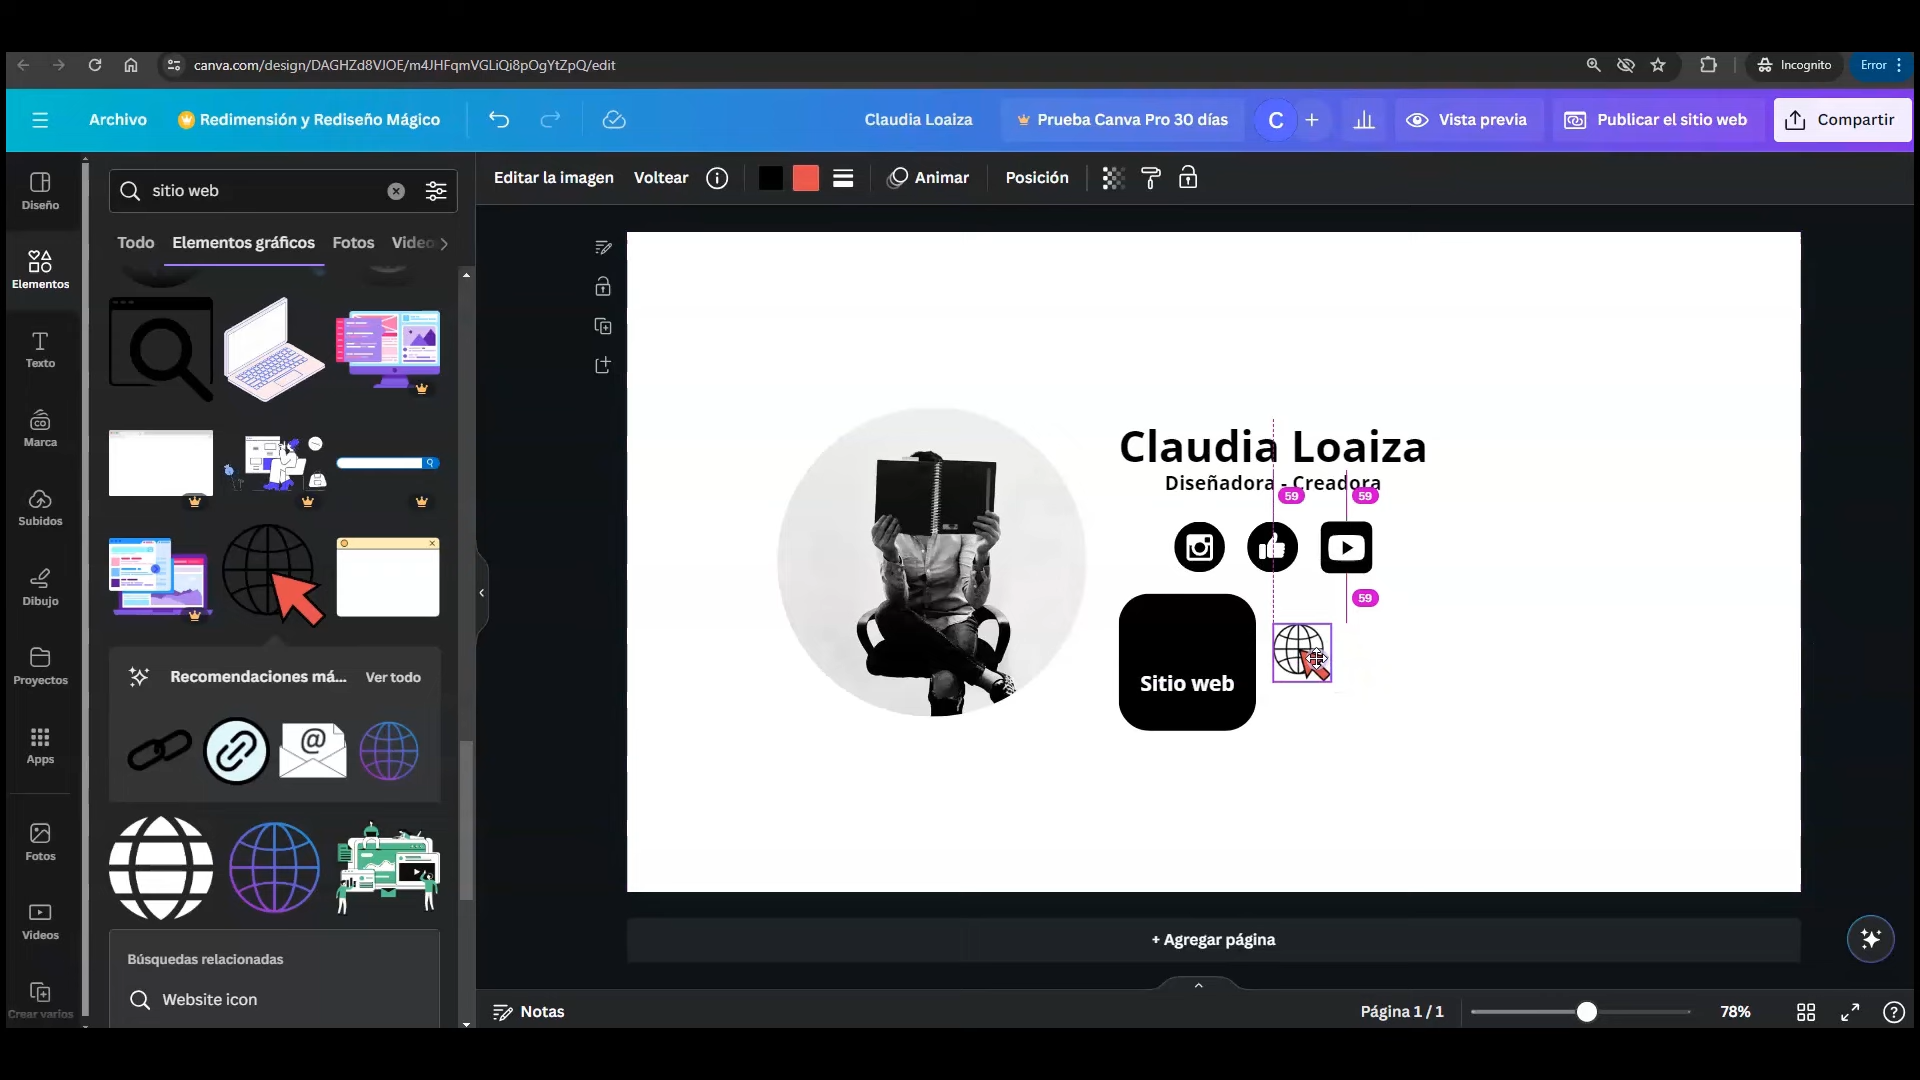 canva.com/design/DAGHZd8VJOE/m4JHFqmVGLiQi8pOgYtZpQ/edit
Incognito
Error
Archivo
Redimensión y Rediseño Mágico
Claudia Loaiza
Prueba Canva Pro 30 días
C
Vista previa
Publicar el sitio web
Compartir
Diseño
Elementos
Texto
Marca
Subidos
Dibujo
Proyectos
Apps
Fotos
Videos
Crear varios
sitio web
Todo
Elementos gráficos
Fotos
Video
Recomendaciones má...
Ver todo
@
Búsquedas relacionadas
Website icon
Editar la imagen
Voltear
Animar
Posición
Claudia Loaiza
Diseñadora - Creadora
59
59
59
Sitio web
+ Agregar página
Notas
Página 1 / 1
78%